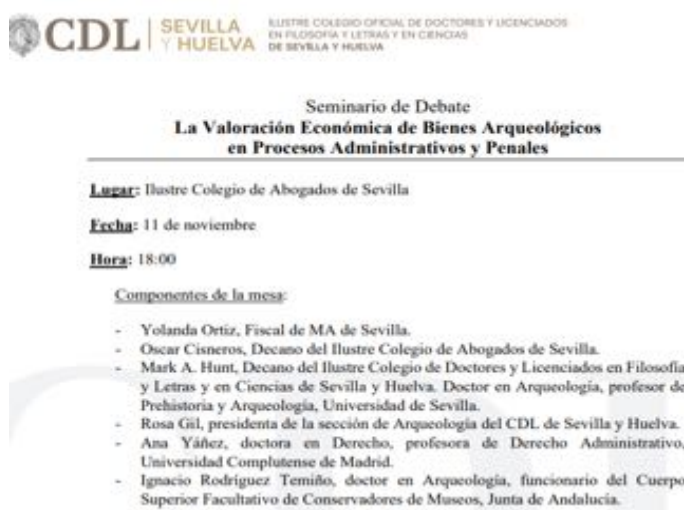 CDL SEVILLA Y HUELVA
ILUSTRE COLEGIO OFICIAL DE DOCTORES Y LICENCIADOS
EN FILOSOFÍA Y LETRAS Y EN CIENCIAS
DE SEVILLA Y HUELVA
Seminario de Debate
La Valoración Económica de Bienes Arqueológicos
en Procesos Administrativos y Penales
Lugar: Ilustre Colegio de Abogados de Sevilla
Fecha: 11 de noviembre
Hora: 18:00
Componentes de la mesa:
- Yolanda Ortiz, Fiscal de MA de Sevilla.
- Oscar Cisneros, Decano del Ilustre Colegio de Abogados de Sevilla.
- Mark A. Hunt, Decano del Ilustre Colegio de Doctores y Licenciados en Filosofía
y Letras y en Ciencias de Sevilla y Huelva. Doctor en Arqueología, profesor de
Prehistoria y Arqueología, Universidad de Sevilla.
- Rosa Gil, presidenta de la sección de Arqueología del CDL de Sevilla y Huelva.
- Ana Yáñez, doctora en Derecho, profesora de Derecho Administrativo,
Universidad Complutense de Madrid.
- Ignacio Rodríguez Temiño, doctor en Arqueología, funcionario del Cuerpo
Superior Facultativo de Conservadores de Museos, Junta de Andalucía.